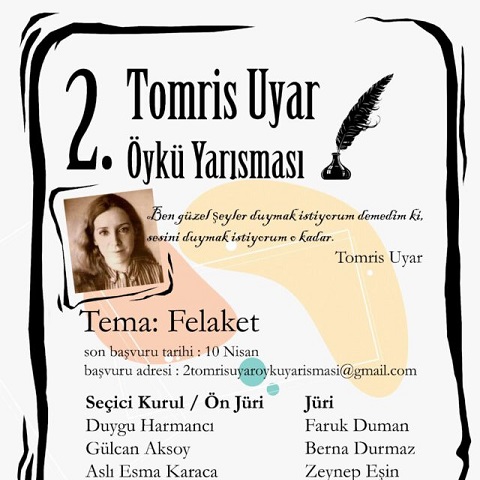 2. Tomris Uyar
Öykü Yarısması
Ben güzel şeyler duymak istiyorum demedim ki,
sesini duymak istiyorum o kadar.
Tomris Uyar
Tema: Felaket
son başvuru tarihi : 10 Nisan
başvuru adresi : 2tomrisuyaroykuyarismasi@gmail.com
Seçici Kurul / Ön Jüri Jüri
Duygu Harmancı Faruk Duman
Gülcan Aksoy Berna Durmaz
Aslı Esma Karaca Zeynep Eşin